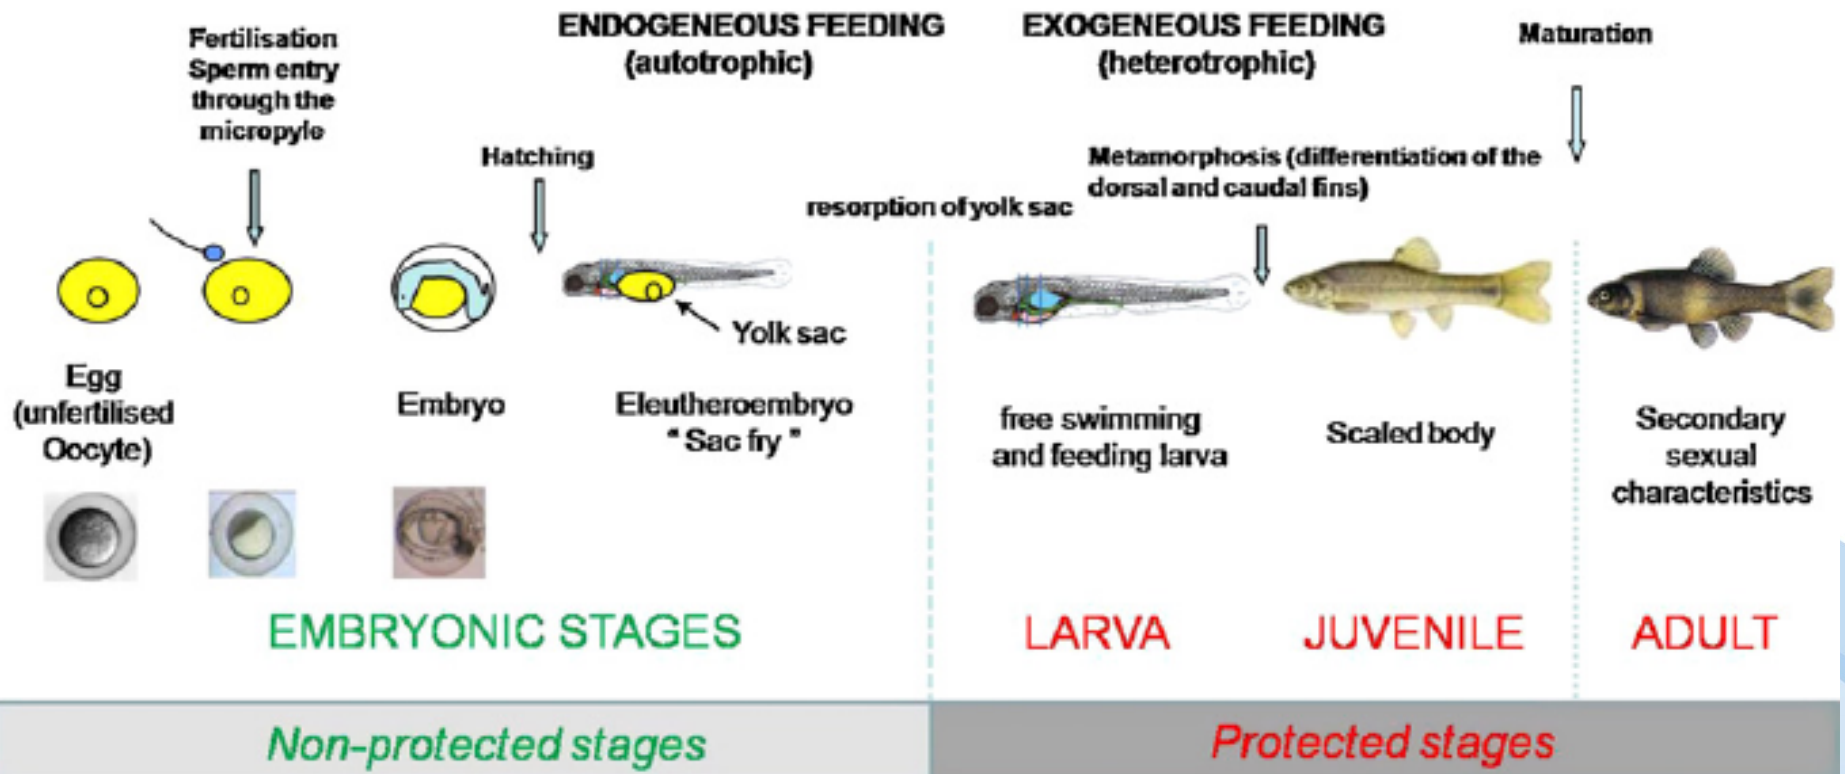 Fertilisation
Sperm entry
through the
micropyle
ENDOGENEOUS FEEDING
(autotrophic)
EXOGENEOUS FEEDING
(heterotrophic)
Maturation
Hatching
Metamorphosis (differentiation of the
dorsal and caudal fins)
resorption of yolk sac
Yolk sac
Egg
(unfertilised
Oocyte)
Embryo
Eleutheroembryo
" Sac fry "
free swimming
and feeding larva
Scaled body
Secondary
sexual
characteristics
EMBRYONIC STAGES
LARVA
JUVENILE
ADULT
Non-protected stages
Protected stages